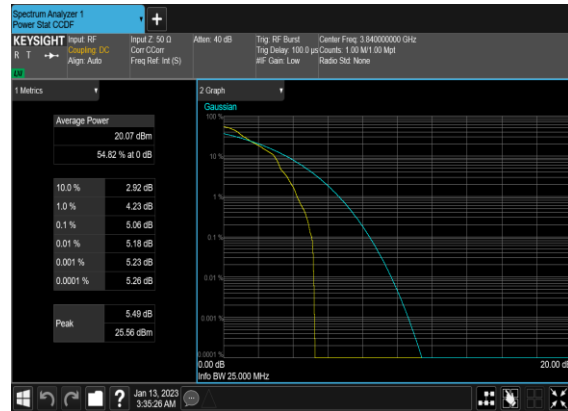 Spectrum Analyzer 1
Power Stat CCDF
KEYSIGHT
R T
LV
Input: RF
Coupling: DC
Align: Auto
Input Z: 50 Ω
Corr CCorr
Freq Ref: Int (S)
Atten: 40 dB
Trig: RF Burst
Trig Delay: 100.0 µs
#IF Gain: Low
Center Freq: 3.840000000 GHz
Counts: 1.00 M/1.00 Mpt
Radio Std: None
1 Metrics
Average Power
20.07 dBm
54.82 % at 0 dB
10.0 % 2.92 dB
1.0 % 4.23 dB
0.1 % 5.06 dB
0.01 % 5.18 dB
0.001 % 5.23 dB
0.0001 % 5.26 dB
Peak
5.49 dB
25.56 dBm
2 Graph
Gaussian
100 %
10 %
1 %
0.1 %
0.01 %
0.001 %
0.0001 %
0.00 dB
20.00 dB
Info BW 25.000 MHz
?
Jan 13, 2023
3:35:26 AM